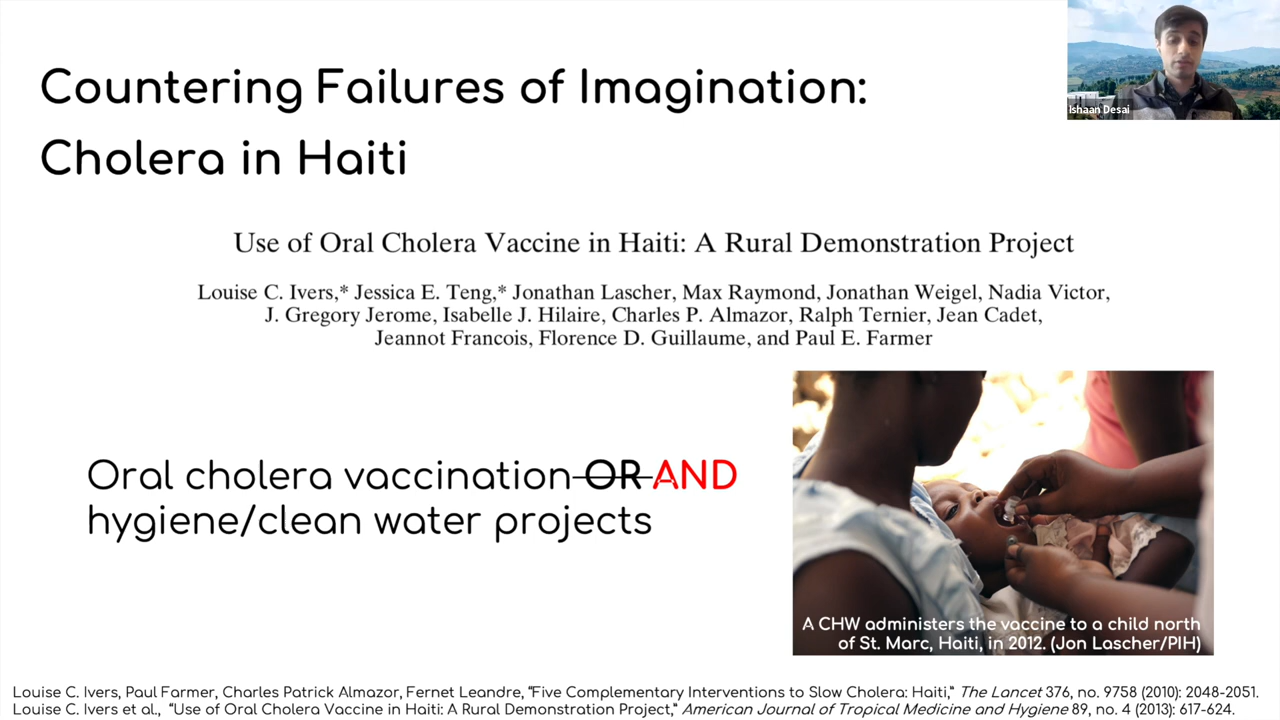 Countering Failures of Imagination:
Cholera in Haiti
Ishaan Desai
Use of Oral Cholera Vaccine in Haiti: A Rural Demonstration Project
Louise C. Ivers,* Jessica E. Teng,* Jonathan Lascher, Max Raymond, Jonathan Weigel, Nadia Victor,
J. Gregory Jerome, Isabelle J. Hilaire, Charles P. Almazor, Ralph Ternier, Jean Cadet,
Jeannot Francois, Florence D. Guillaume, and Paul E. Farmer
Oral cholera vaccination OR AND
hygiene/clean water projects
A CHW administers the vaccine to a child north
of St. Marc, Haiti, in 2012. (Jon Lascher/PIH)
Louise C. Ivers, Paul Farmer, Charles Patrick Almazor, Fernet Leandre, “Five Complementary Interventions to Slow Cholera: Haiti,” The Lancet 376, no. 9758 (2010): 2048-2051.
Louise C. Ivers et al., “Use of Oral Cholera Vaccine in Haiti: A Rural Demonstration Project,” American Journal of Tropical Medicine and Hygiene 89, no. 4 (2013): 617-624.